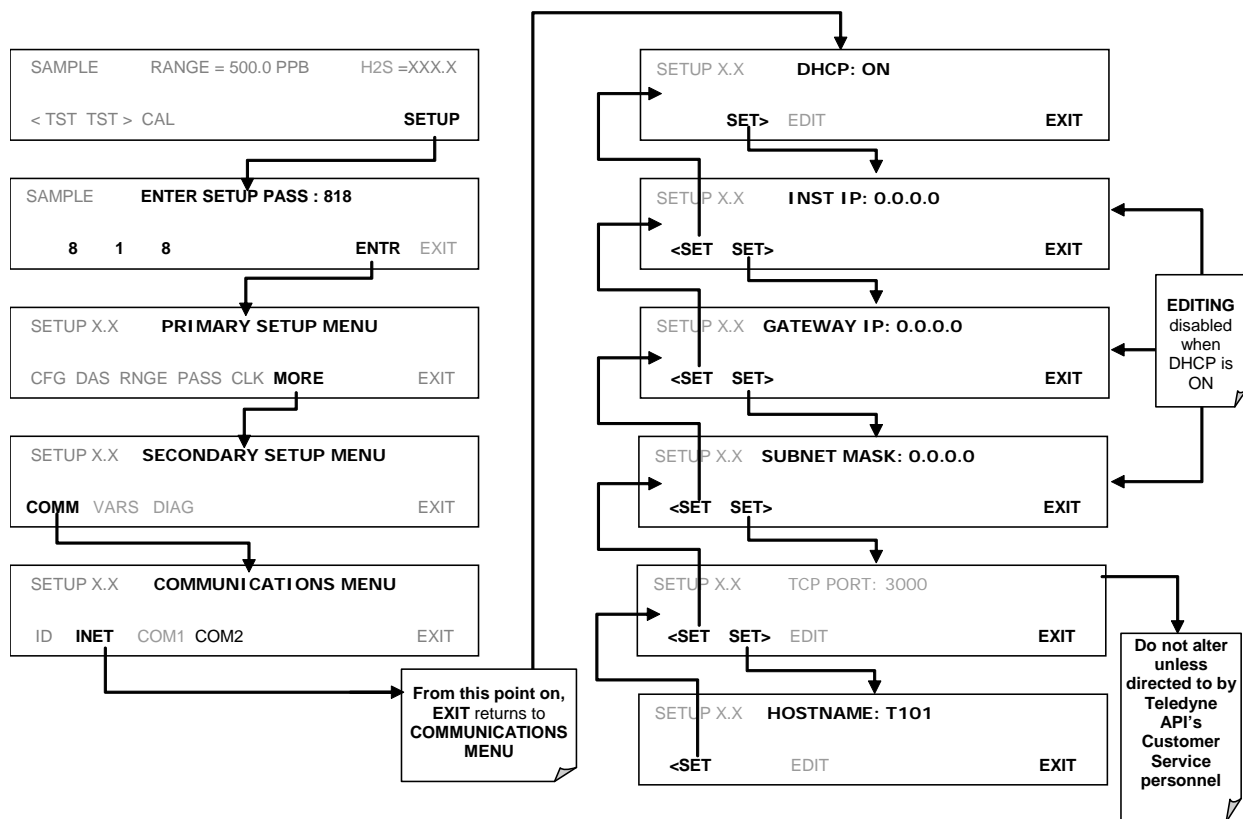 SAMPLE RANGE = 500.0 PPB H2S =XXX.X
< TST TST > CAL SETUP
SAMPLE ENTER SETUP PASS : 818
8 1 8 ENTR EXIT
SETUP X.X PRIMARY SETUP MENU
CFG DAS RNGE PASS CLK MORE EXIT
SETUP X.X SECONDARY SETUP MENU
COMM VARS DIAG EXIT
SETUP X.X COMMUNICATIONS MENU
ID INET COM1 COM2 EXIT
From this point on,
EXIT returns to
COMMUNICATIONS
MENU
SETUP X.X DHCP: ON
SET> EDIT EXIT
SETUP X.X INST IP: 0.0.0.0
<SET SET> EXIT
SETUP X.X GATEWAY IP: 0.0.0.0
<SET SET> EXIT
SETUP X.X SUBNET MASK: 0.0.0.0
<SET SET> EXIT
SETUP X.X TCP PORT: 3000
<SET SET> EDIT EXIT
SETUP X.X HOSTNAME: T101
<SET EDIT EXIT
EDITING
disabled
when
DHCP is
ON
Do not alter
unless
directed to by
Teledyne
API's
Customer
Service
personnel